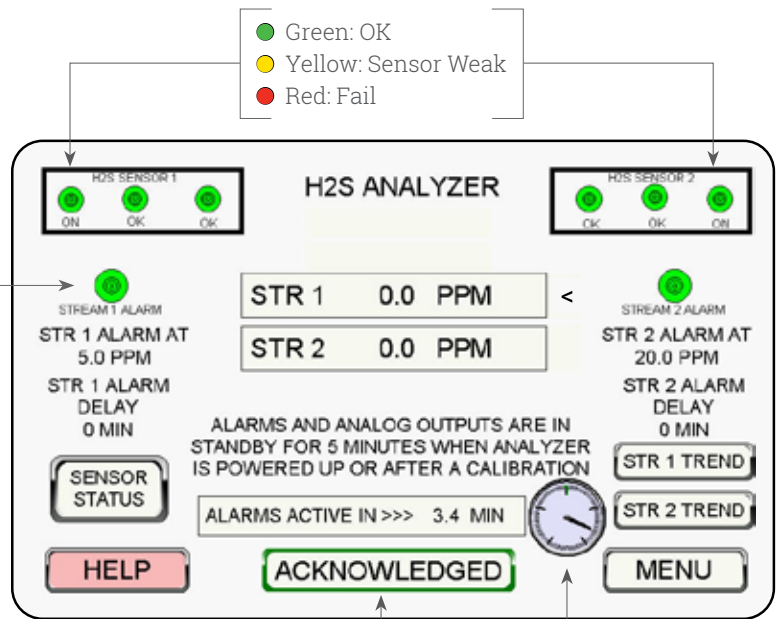 Green: OK
Yellow: Sensor Weak
Red: Fail
H2S SENSOR 1
ON OK OK
H2S ANALYZER
H2S SENSOR 2
OK OK ON
STREAM 1 ALARM
STR 1 ALARM AT
5.0 PPM
STR 1 ALARM
DELAY
0 MIN
STR 1 0.0 PPM <
STR 2 0.0 PPM
STREAM 2 ALARM
STR 2 ALARM AT
20.0 PPM
STR 2 ALARM
DELAY
0 MIN
ALARMS AND ANALOG OUTPUTS ARE IN
STANDBY FOR 5 MINUTES WHEN ANALYZER
IS POWERED UP OR AFTER A CALIBRATION
SENSOR
STATUS
ALARMS ACTIVE IN >>> 3.4 MIN
STR 1 TREND
STR 2 TREND
HELP
ACKNOWLEDGED
MENU